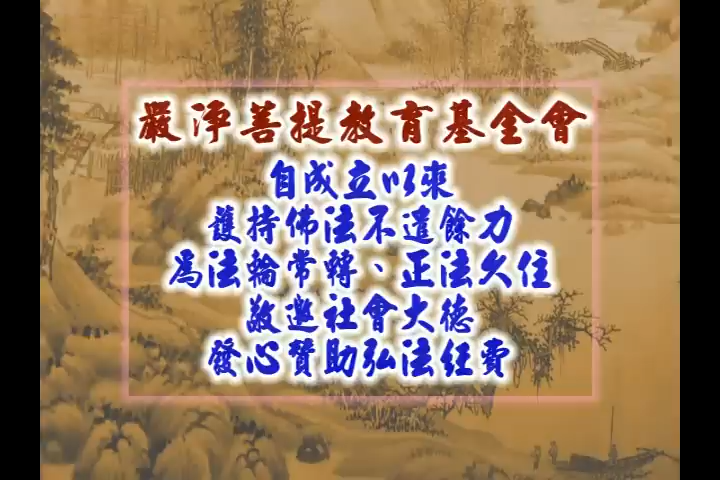 嚴淨菩提教育基金會
自成立以來
護持佛法不遺餘力
為法輪常轉、正法久住
敬邀社會大德
發心贊助弘法經費